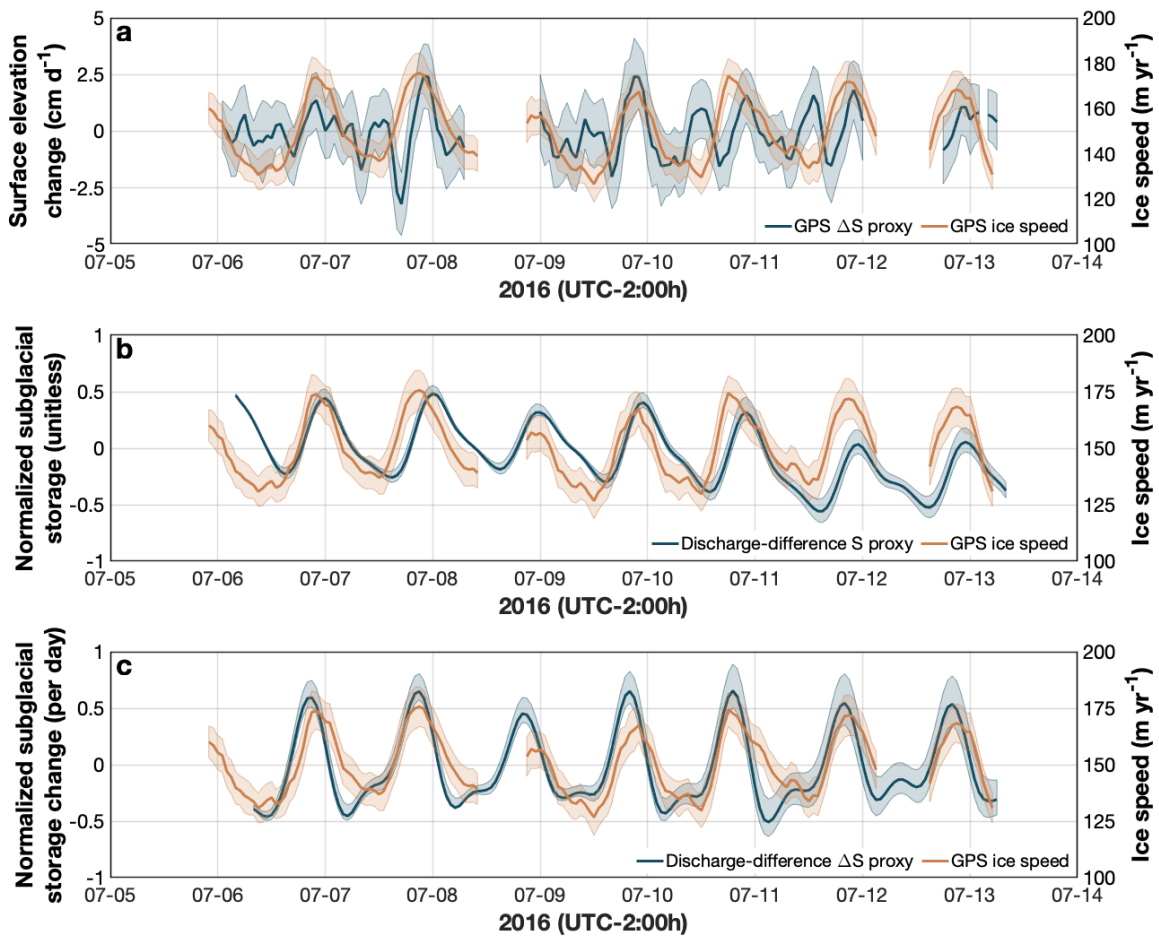 a
Surface elevation
change (cm d⁻¹)
5
2.5
0
-2.5
-5
200
180
160
140
120
100
Ice speed (m yr⁻¹)
GPS ΔS proxy GPS ice speed
07-05 07-06 07-07 07-08 07-09 07-10 07-11 07-12 07-13 07-14
2016 (UTC-2:00h)
b
Normalized subglacial
storage (unitless)
1
0.5
0
-0.5
-1
200
175
150
125
100
Ice speed (m yr⁻¹)
Discharge-difference S proxy GPS ice speed
07-05 07-06 07-07 07-08 07-09 07-10 07-11 07-12 07-13 07-14
2016 (UTC-2:00h)
c
Normalized subglacial
storage change (per day)
1
0.5
0
-0.5
-1
200
175
150
125
100
Ice speed (m yr⁻¹)
Discharge-difference ΔS proxy GPS ice speed
07-05 07-06 07-07 07-08 07-09 07-10 07-11 07-12 07-13 07-14
2016 (UTC-2:00h)